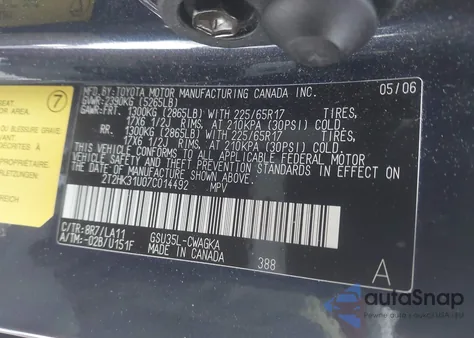 MFD. BY: TOYOTA MOTOR MANUFACTURING CANADA INC. 05/06
GVWR: 2390KG (5265LB)
GAWR: FRT. 1300KG (2865LB) WITH 225/65R17 TIRES,
17X6 1/2J RIMS, AT 210KPA (30PSI) COLD.
RR. 1300KG (2865LB) WITH 225/65R17 TIRES,
17X6 1/2J RIMS, AT 210KPA (30PSI) COLD.
THIS VEHICLE CONFORMS TO ALL APPLICABLE FEDERAL MOTOR
VEHICLE SAFETY STANDARDS IN EFFECT ON THE DATE OF
MANUFACTURE SHOWN ABOVE.
2T2HK31U07C014492 MPV
C/TR: 8R7/LA11 GSU35L-CWAGKA
A/TM: -02B/U151F MADE IN CANADA 388 A
7
OU BLESSURE GRAVE.
autoSnap